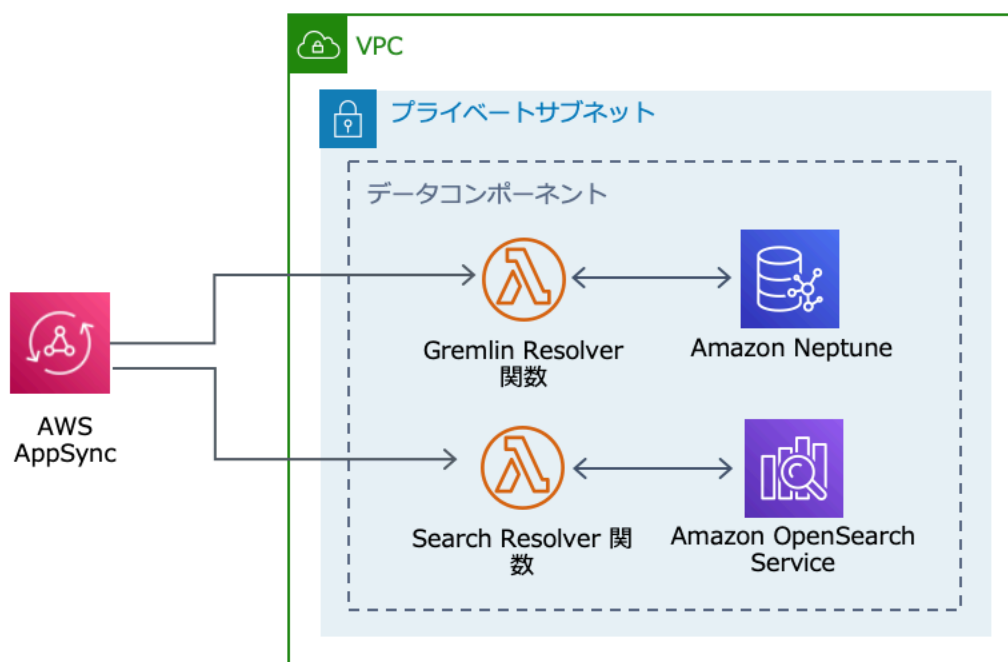 VPC
プライベートサブネット
データコンポーネント
Gremlin Resolver
関数
Amazon Neptune
AWS
AppSync
Search Resolver 関
数
Amazon OpenSearch
Service